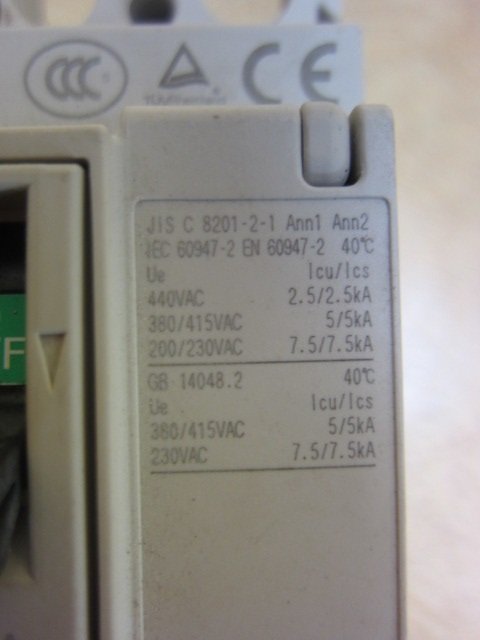 CCC
TÜVRheinland
CE
JIS C 8201-2-1 Ann1 Ann2
IEC 60947-2 EN 60947-2 40℃
Ue Icu/Ics
440VAC 2.5/2.5kA
380/415VAC 5/5kA
200/230VAC 7.5/7.5kA
GB 14048.2 40℃
Ue Icu/Ics
380/415VAC 5/5kA
230VAC 7.5/7.5kA
F